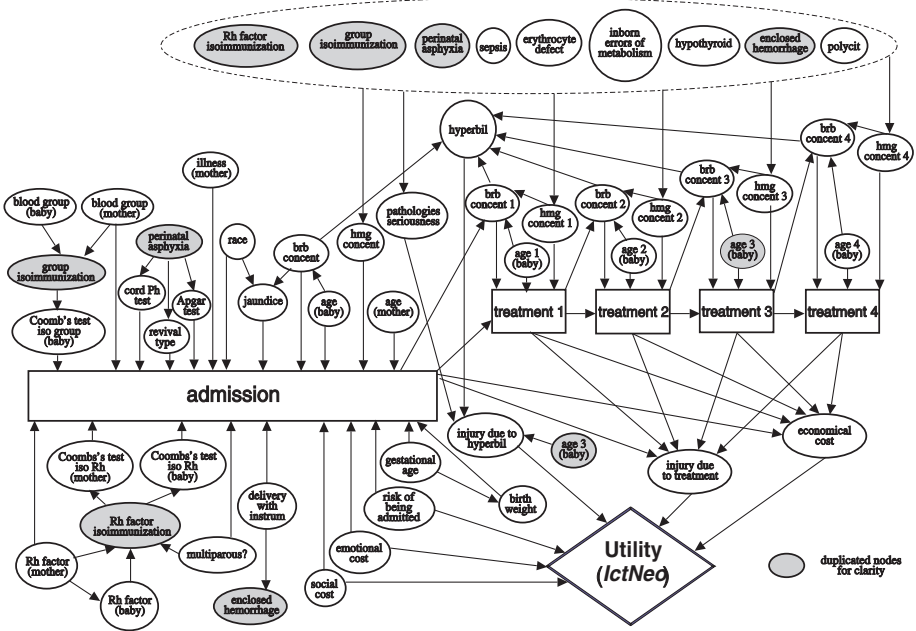 Rh factor
isoimmunization
group
isoimmunization
perinatal
asphyxia
sepsis
erythrocyte
defect
inborn
errors of
metabolism
hypothyroid
enclosed
hemorrhage
polycit
hyperbil
brb
concent 4
hmg
concent 4
illness
(mother)
brb
concent 3
hmg
concent 3
blood group
(baby)
blood group
(mother)
pathologies
seriousness
brb
concent 1
hmg
concent 1
brb
concent 2
hmg
concent 2
perinatal
asphyxia
race
brb
concent
hmg
concent
age 1
(baby)
age 2
(baby)
age 3
(baby)
age 4
(baby)
group
isoimmunization
cord Ph
test
Apgar
test
jaundice
age
(baby)
age
(mother)
Coomb's test
iso group
(baby)
revival
type
treatment 1
treatment 2
treatment 3
treatment 4
admission
injury due to
hyperbil
age 3
(baby)
economical
cost
Coombs's test
iso Rh
(mother)
Coombs's test
iso Rh
(baby)
gestational
age
injury due to
treatment
delivery
with
instrum
risk of
being
admitted
birth
weight
Rh factor
isoimmunization
Rh factor
(mother)
multiparous?
emotional
cost
Utility
(IctNeo)
duplicated nodes
for clarity
Rh factor
(baby)
enclosed
hemorrhage
social
cost